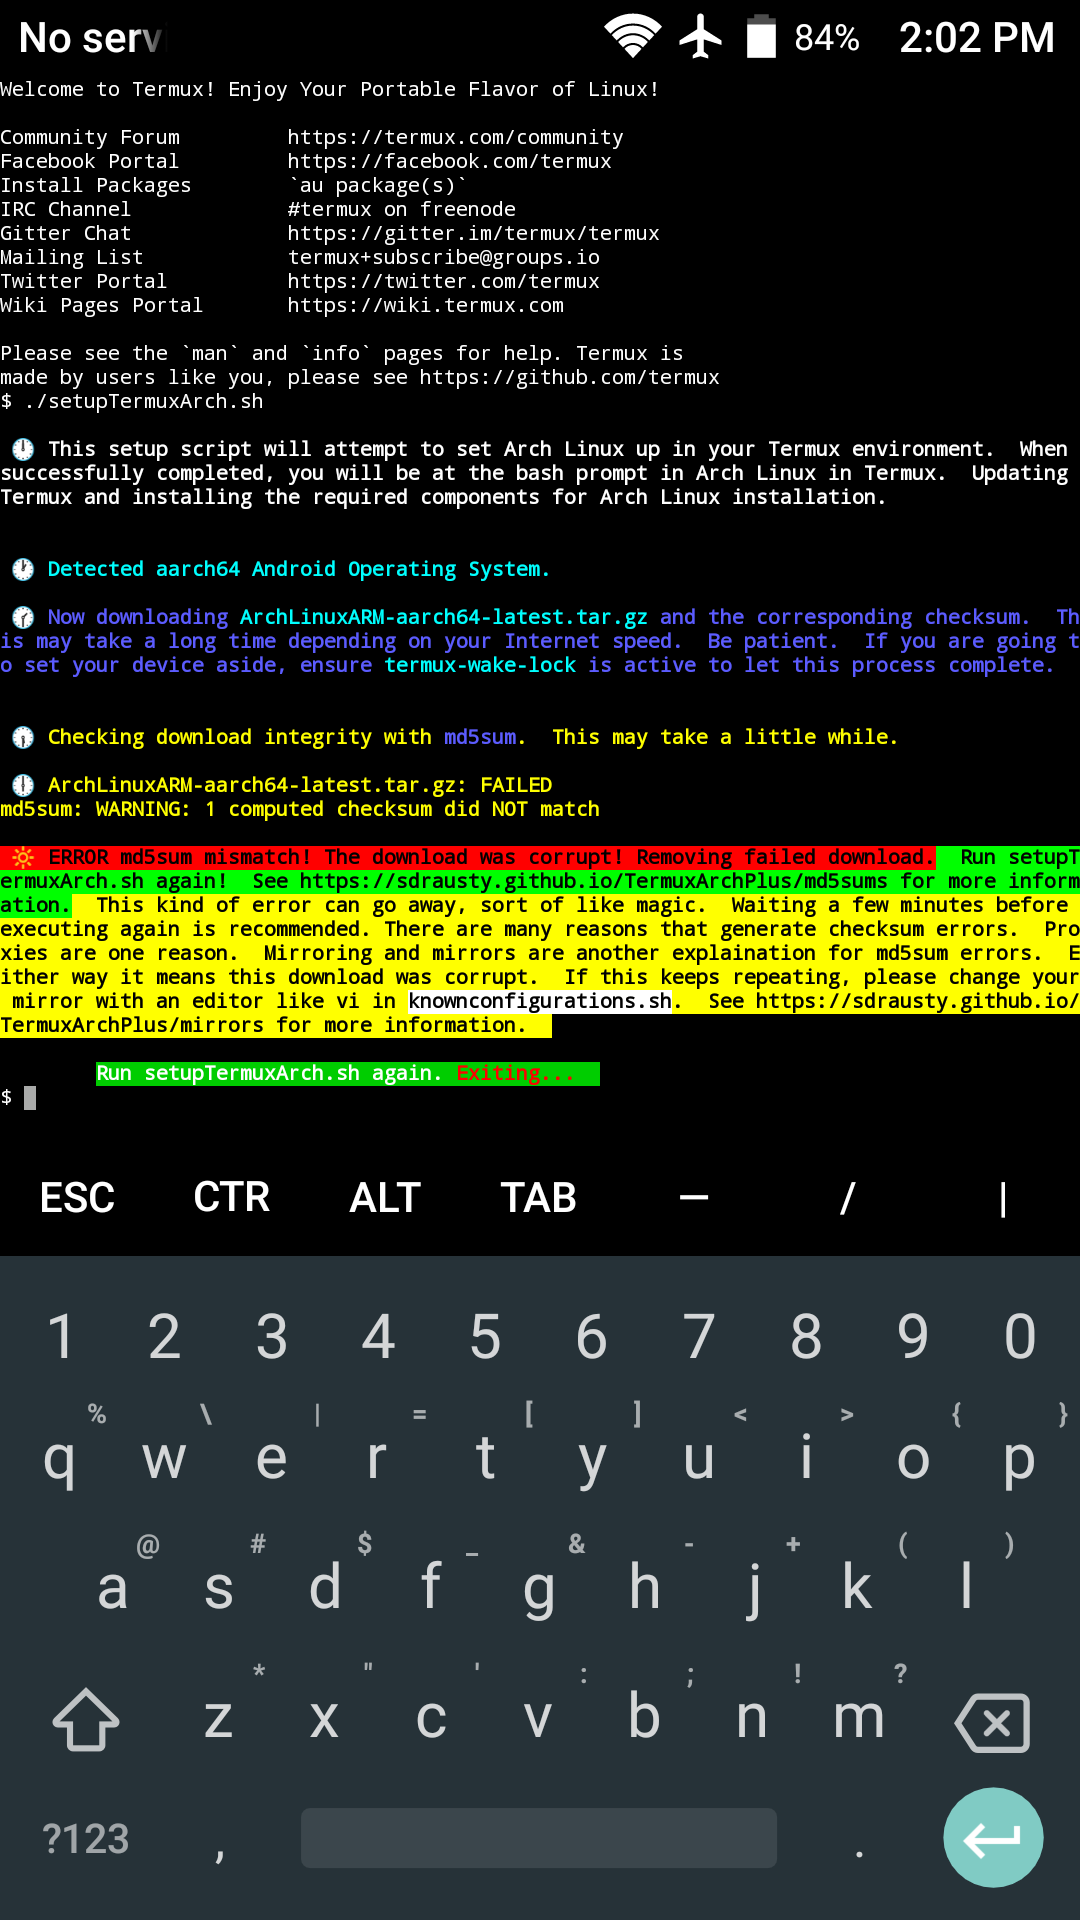 No serv 84% 2:02 PM
Welcome to Termux! Enjoy Your Portable Flavor of Linux!
Community Forum         https://termux.com/community
Facebook Portal         https://facebook.com/termux
Install Packages        `au package(s)`
IRC Channel             #termux on freenode
Gitter Chat             https://gitter.im/termux/termux
Mailing List            termux+subscribe@groups.io
Twitter Portal          https://twitter.com/termux
Wiki Pages Portal       https://wiki.termux.com
Please see the `man` and `info` pages for help. Termux is
made by users like you, please see https://github.com/termux
$ ./setupTermuxArch.sh
🕛 This setup script will attempt to set Arch Linux up in your Termux environment.  When
successfully completed, you will be at the bash prompt in Arch Linux in Termux.  Updating
Termux and installing the required components for Arch Linux installation.
🕐 Detected aarch64 Android Operating System.
🕝 Now downloading ArchLinuxARM-aarch64-latest.tar.gz and the corresponding checksum.  Th
is may take a long time depending on your Internet speed.  Be patient.  If you are going t
o set your device aside, ensure termux-wake-lock is active to let this process complete.
🕡 Checking download integrity with md5sum.  This may take a little while.
🕕 ArchLinuxARM-aarch64-latest.tar.gz: FAILED
md5sum: WARNING: 1 computed checksum did NOT match
🔆 ERROR md5sum mismatch! The download was corrupt! Removing failed download.  Run setupT
ermuxArch.sh again!  See https://sdrausty.github.io/TermuxArchPlus/md5sums for more inform
ation.  This kind of error can go away, sort of like magic.  Waiting a few minutes before
executing again is recommended. There are many reasons that generate checksum errors.  Pro
xies are one reason.  Mirroring and mirrors are another explaination for md5sum errors.  E
ither way it means this download was corrupt.  If this keeps repeating, please change your
 mirror with an editor like vi in knownconfigurations.sh.  See https://sdrausty.github.io/
TermuxArchPlus/mirrors for more information.
Run setupTermuxArch.sh again. Exiting...
$
ESC CTR ALT TAB — / |
1 2 3 4 5 6 7 8 9 0
% \ | = [ ] < > { }
q w e r t y u i o p
@ # $ _ & - + ( )
a s d f g h j k l
* " ' : ; ! ?
z x c v b n m
?123 , .